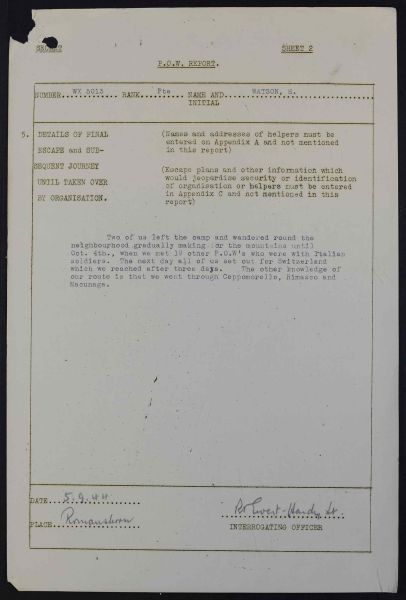 SECRET
SHEET 2
P.O.W. REPORT.
NUMBER. WX 5013 RANK. Pte NAME AND. WATSON, H.
INITIAL
5. DETAILS OF FINAL
ESCAPE and SUB-
SEQUENT JOURNEY
UNTIL TAKEN OVER
BY ORGANISATION.
(Names and addresses of helpers must be
entered on Appendix A and not mentioned
in this report)
(Escape plans and other information which
would jeopardise security or identification
of organisation or helpers must be entered
in Appendix C and not mentioned in this
report)
Two of us left the camp and wandered round the
neighbourhood gradually making for the mountains until
Oct. 4th., when we met 19 other P.O.W's who were with Italian
soldiers. The next day all of us set out for Switzerland
which we reached after three days. The other knowledge of
our route is that we went through Cappomorello, Rimasco and
Macunaga.
DATE 5.9.44
PLACE. Romanshorn
INTERROGATING OFFICER